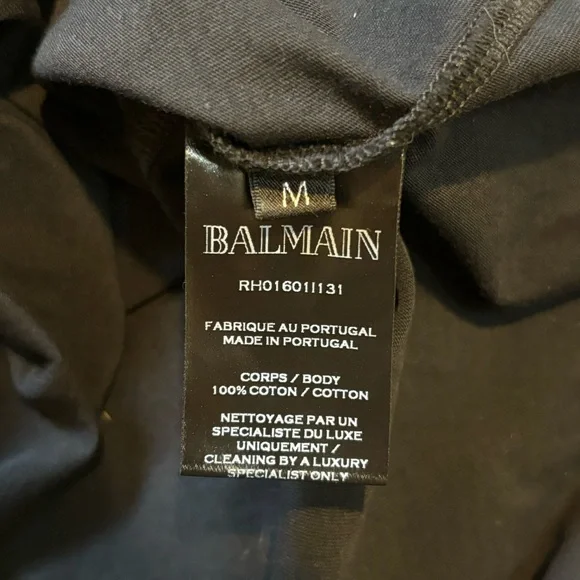 M
BALMAIN
RH01601I131
FABRIQUE AU PORTUGAL
MADE IN PORTUGAL
CORPS / BODY
100% COTON / COTTON
NETTOYAGE PAR UN
SPECIALISTE DU LUXE
UNIQUEMENT /
CLEANING BY A LUXURY
SPECIALIST ONLY